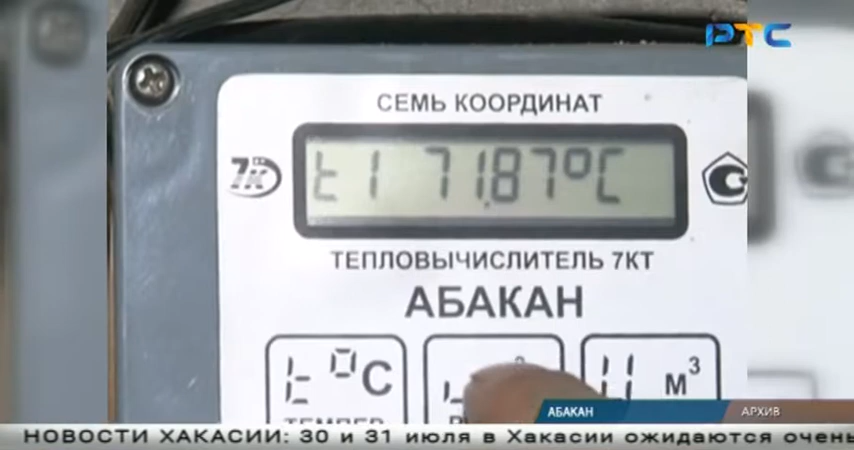 РТС
СЕМЬ КООРДИНАТ
7К
t1 71.87°C
ТЕПЛОВЫЧИСЛИТЕЛЬ 7КТ
АБАКАН
t °C
м³
АБАКАН
АРХИВ
НОВОСТИ ХАКАСИИ: 30 и 31 июля в Хакасии ожидаются очень